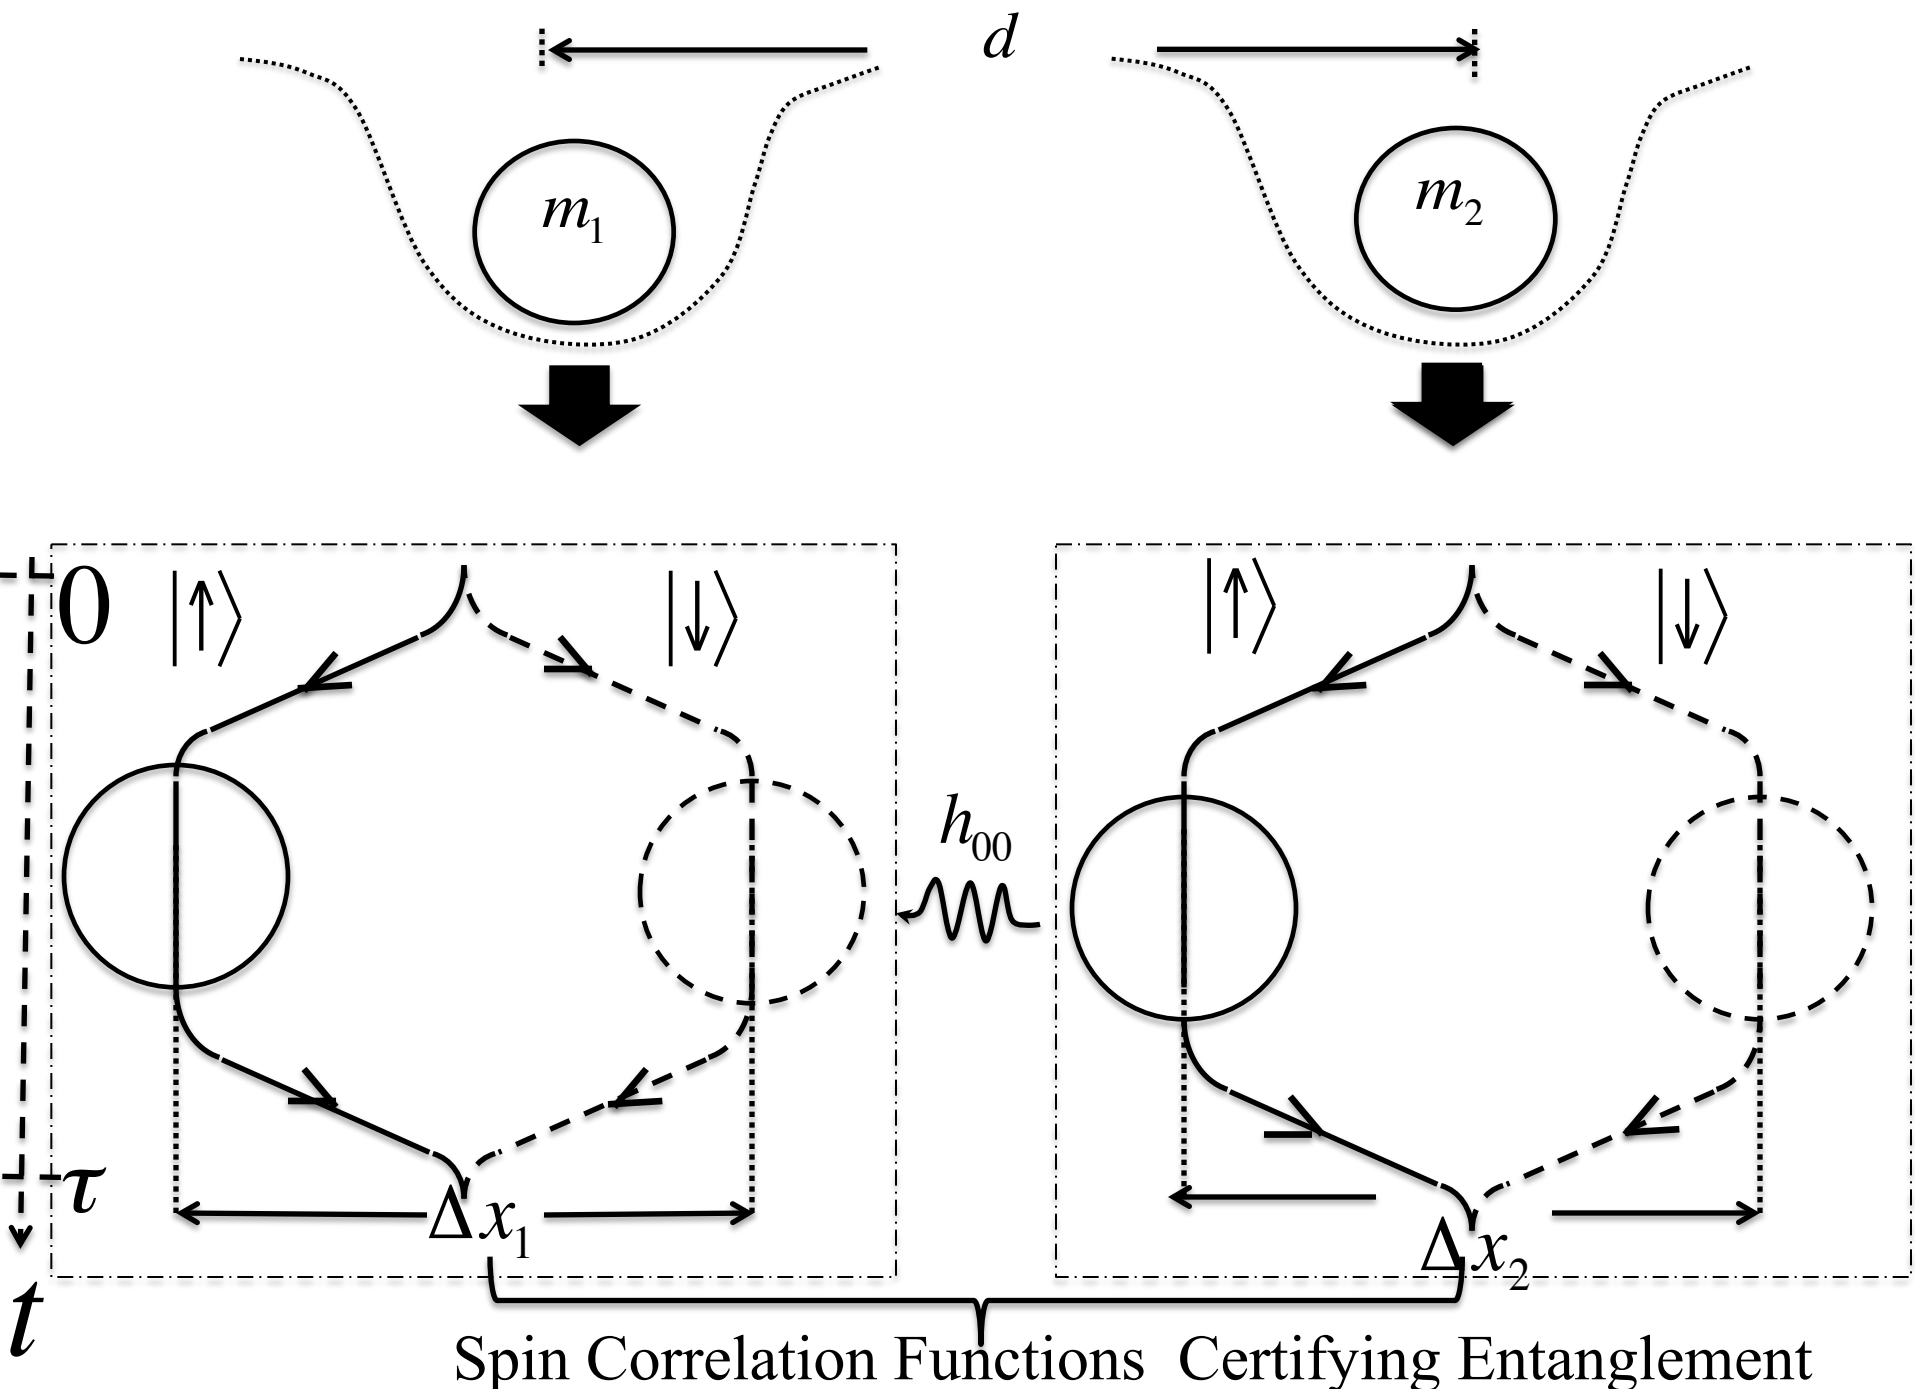 d
m₁
m₂
0
|↑⟩
|↓⟩
|↑⟩
|↓⟩
h₀₀
τ
Δx₁
Δx₂
t
Spin Correlation Functions Certifying Entanglement